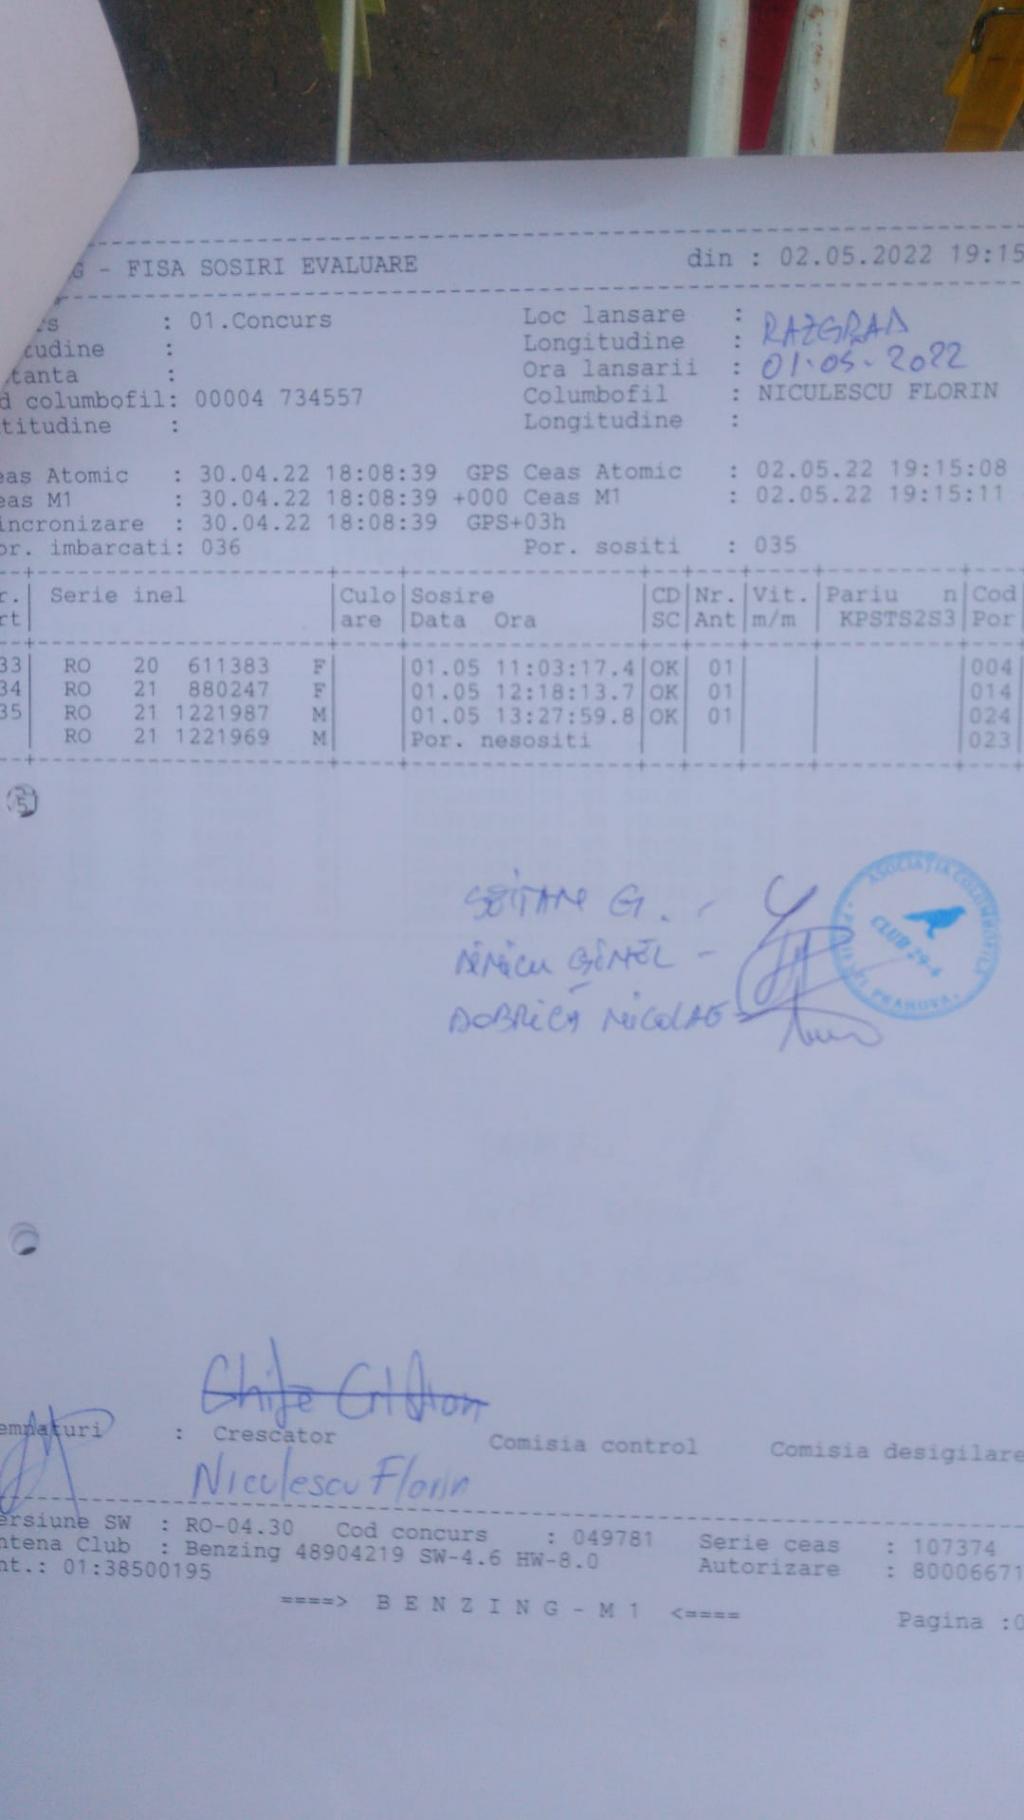 G - FISA SOSIRI EVALUARE din : 02.05.2022 19:15
s : 01.Concurs Loc lansare : RAZGRAD
tudine : Longitudine :
tanta : Ora lansarii : 01.05.2022
d columbofil: 00004 734557 Columbofil : NICULESCU FLORIN
titudine : Longitudine :
eas Atomic : 30.04.22 18:08:39 GPS Ceas Atomic : 02.05.22 19:15:08
eas M1 : 30.04.22 18:08:39 +000 Ceas M1 : 02.05.22 19:15:11
incronizare : 30.04.22 18:08:39 GPS+03h
or. imbarcati: 036 Por. sositi : 035
r. Serie inel Culo Sosire CD Nr. Vit. Pariu n Cod
rt are Data Ora SC Ant m/m KPSTS2S3 Por
33 RO 20 611383 F 01.05 11:03:17.4 OK 01 004
34 RO 21 880247 F 01.05 12:18:13.7 OK 01 014
35 RO 21 1221987 M 01.05 13:27:59.8 OK 01 024
RO 21 1221969 M Por. nesositi 023
ASOCIATIA COLUMBOFILA
CLUB 29-4
PRAHOVA
G. -
GINEL -
DOBRICA NICOLAE
emnaturi : Crescator Comisia control Comisia desigilare
Niculescu Florin
ersiune SW : RO-04.30 Cod concurs : 049781 Serie ceas : 107374
ntena Club : Benzing 48904219 SW-4.6 HW-8.0 Autorizare : 80006671
nt.: 01:38500195
====> B E N Z I N G - M 1 <==== Pagina :0